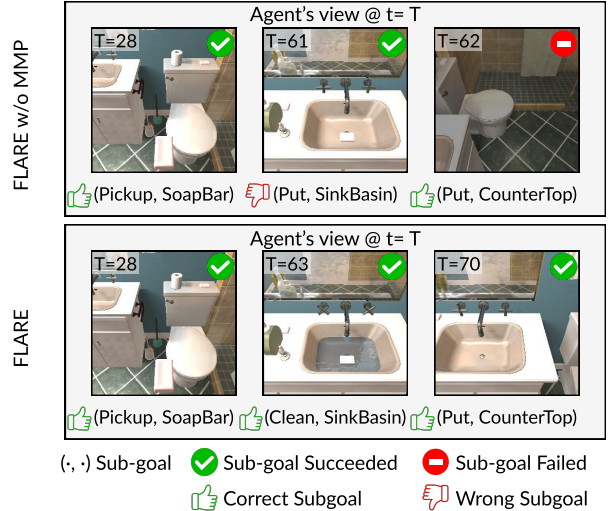 Agent's view @ t= T
FLARE w/o MMP
T=28
T=61
T=62
(Pickup, SoapBar)
(Put, SinkBasin)
(Put, CounterTop)
Agent's view @ t= T
FLARE
T=28
T=63
T=70
(Pickup, SoapBar)
(Clean, SinkBasin)
(Put, CounterTop)
(·, ·) Sub-goal
Sub-goal Succeeded
Sub-goal Failed
Correct Subgoal
Wrong Subgoal